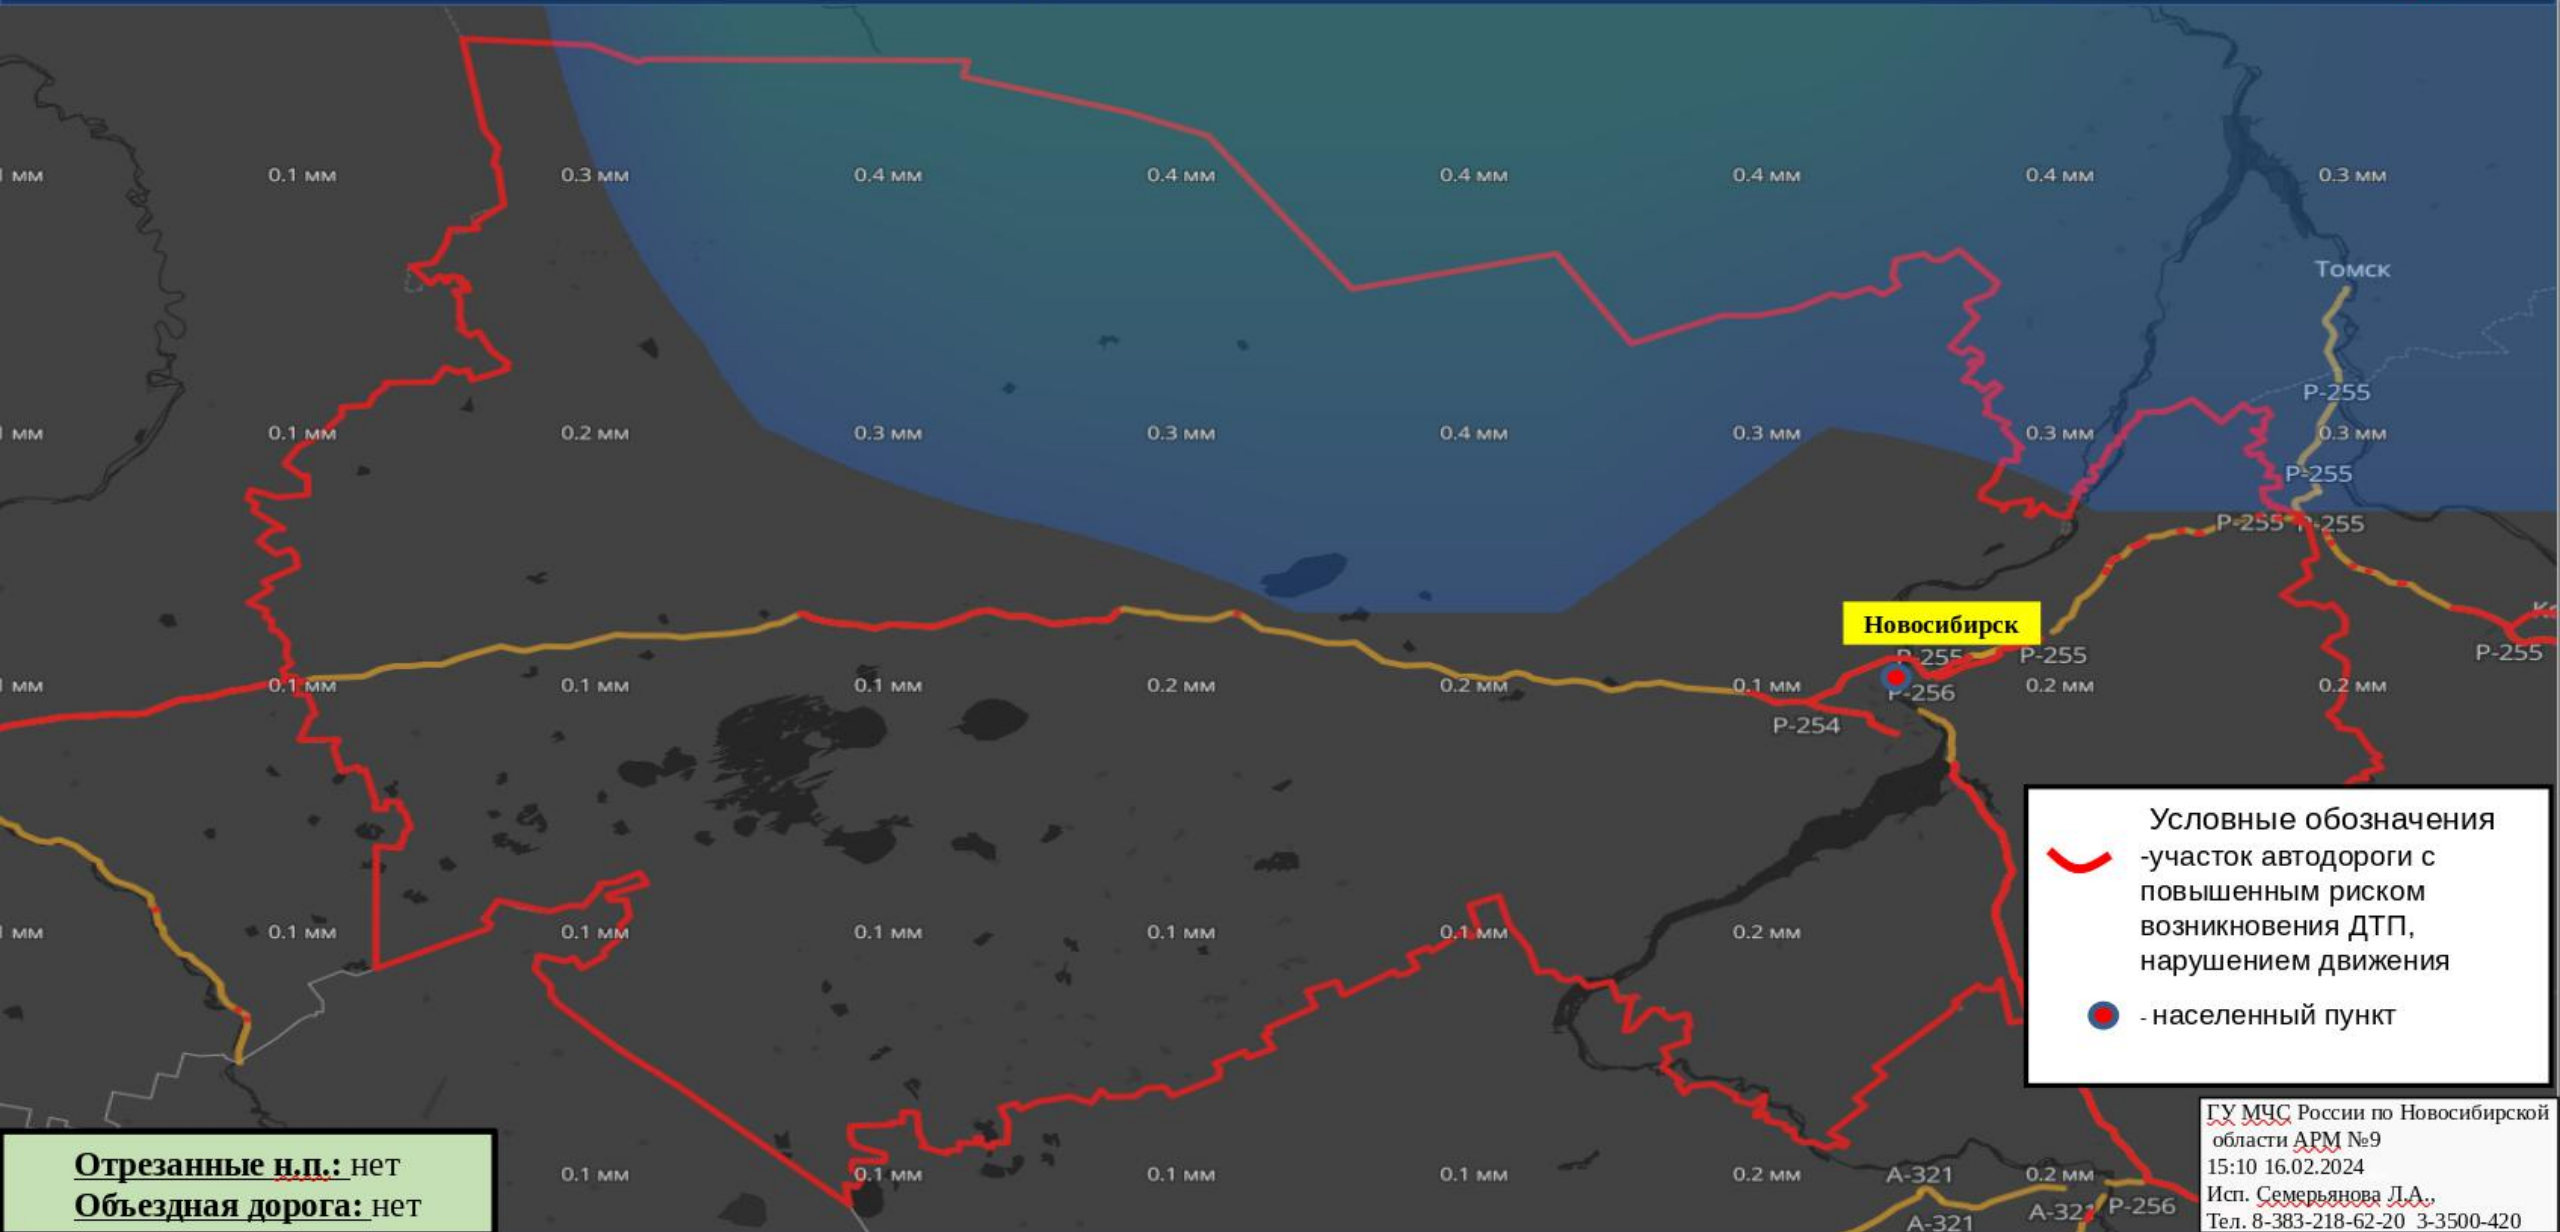 мм 0.1 мм 0.3 мм 0.4 мм 0.4 мм 0.4 мм 0.4 мм 0.4 мм 0.3 мм
Томск
Р-255
мм 0.1 мм 0.2 мм 0.3 мм 0.3 мм 0.4 мм 0.3 мм 0.3 мм 0.3 мм
Р-255
Р-255 Р-255
Новосибирск
Р-255 Р-255 Р-255
мм 0.1 мм 0.1 мм 0.1 мм 0.2 мм 0.2 мм 0.1 мм Р-256 0.2 мм 0.2 мм
Р-254
Условные обозначения
-участок автодороги с
повышенным риском
возникновения ДТП,
нарушением движения
мм 0.1 мм 0.1 мм 0.1 мм 0.1 мм 0.1 мм 0.2 мм
- населенный пункт
Отрезанные н.п.: нет
Объездная дорога: нет
0.1 мм 0.1 мм 0.1 мм 0.1 мм 0.2 мм А-321 0.2 мм
А-321 А-321 Р-256
ГУ МЧС России по Новосибирской
области АРМ №9
15:10 16.02.2024
Исп. Семерьянова Л.А.,
Тел. 8-383-218-62-20 3-3500-420